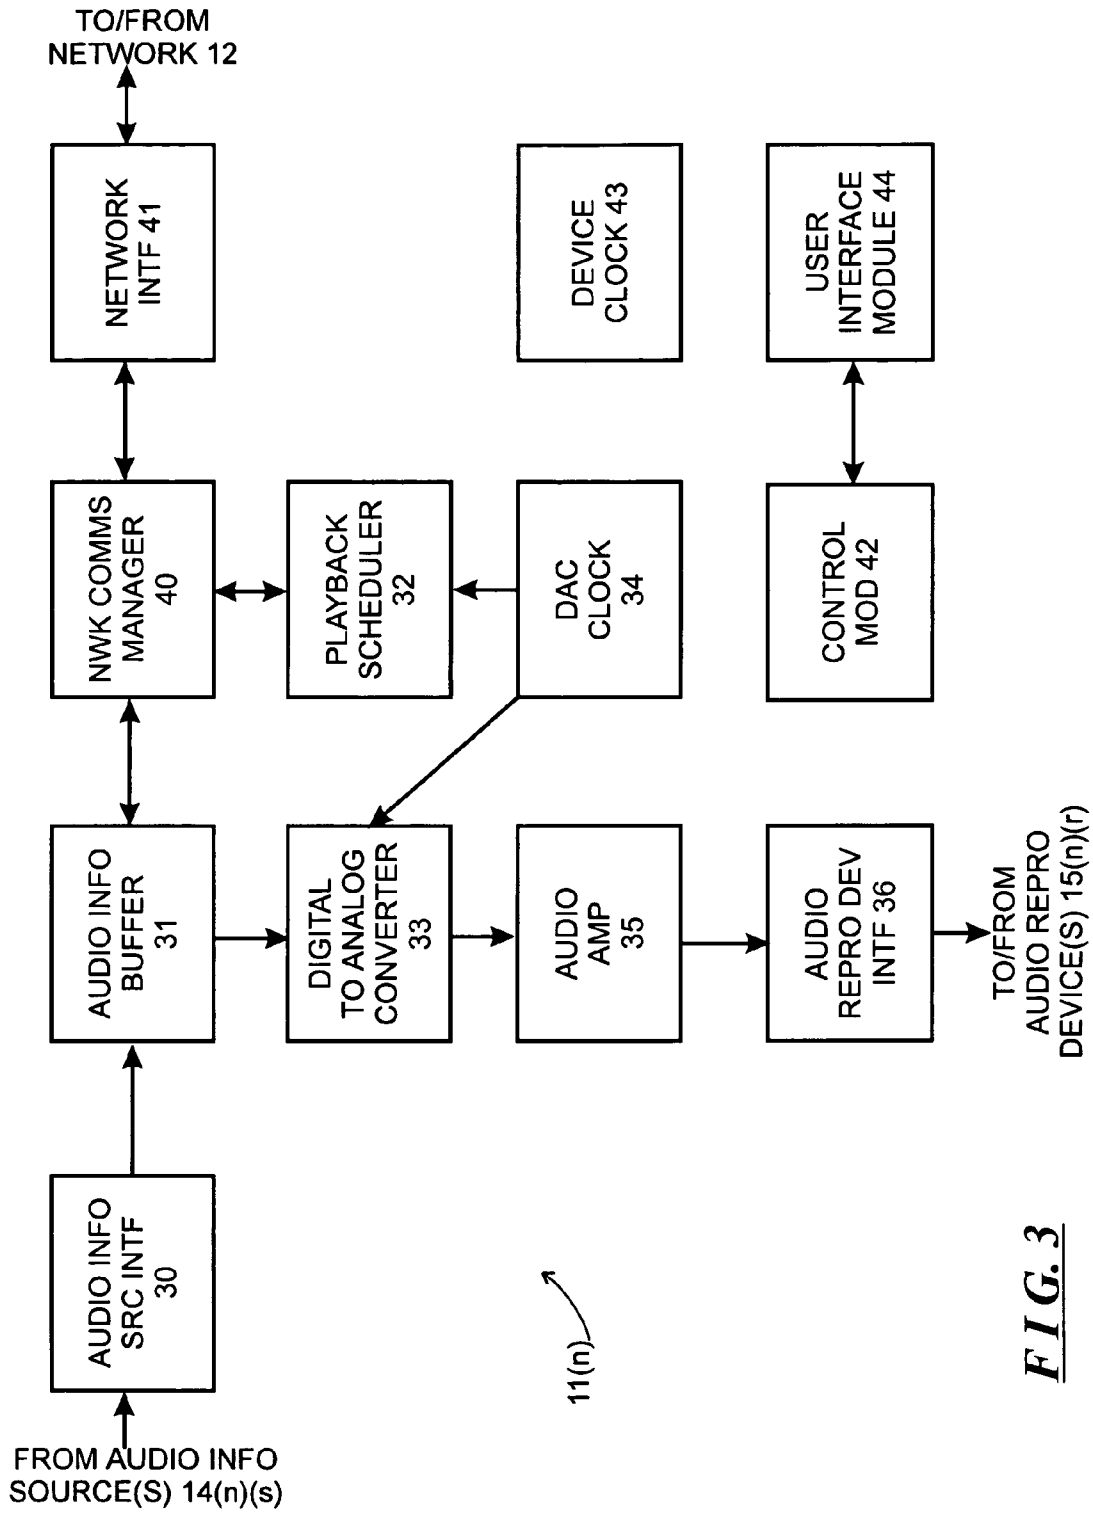 TO/FROM
NETWORK 12
NETWORK
INTF 41
DEVICE
CLOCK 43
USER
INTERFACE
MODULE 44
NWK COMMS
MANAGER
40
PLAYBACK
SCHEDULER
32
DAC
CLOCK
34
CONTROL
MOD 42
AUDIO INFO
BUFFER
31
DIGITAL
TO ANALOG
CONVERTER
33
AUDIO
AMP
35
AUDIO
REPRO DEV
INTF 36
TO/FROM
AUDIO REPRO
DEVICE(S) 15(n)(r)
AUDIO INFO
SRC INTF
30
11(n)
FROM AUDIO INFO
SOURCE(S) 14(n)(s)
FIG. 3